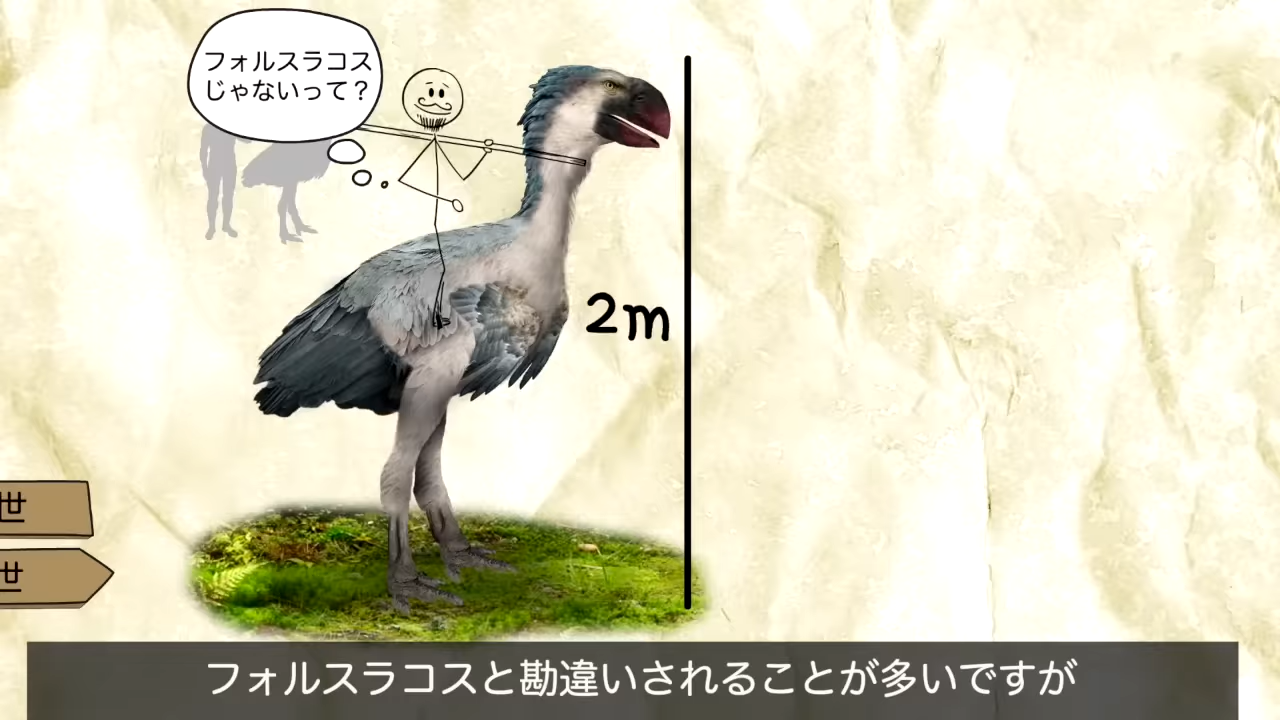 フォルスラコス
じゃないって？
2m
世
世
フォルスラコスと勘違いされることが多いですが